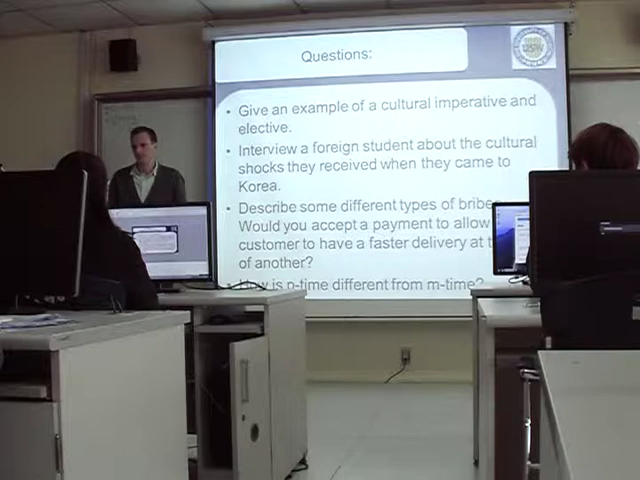 Questions:
• Give an example of a cultural imperative and
elective.
• Interview a foreign student about the cultural
shocks they received when they came to
Korea.
• Describe some different types of bribe
Would you accept a payment to allow
customer to have a faster delivery at t
of another?
• How is p-time different from m-time?